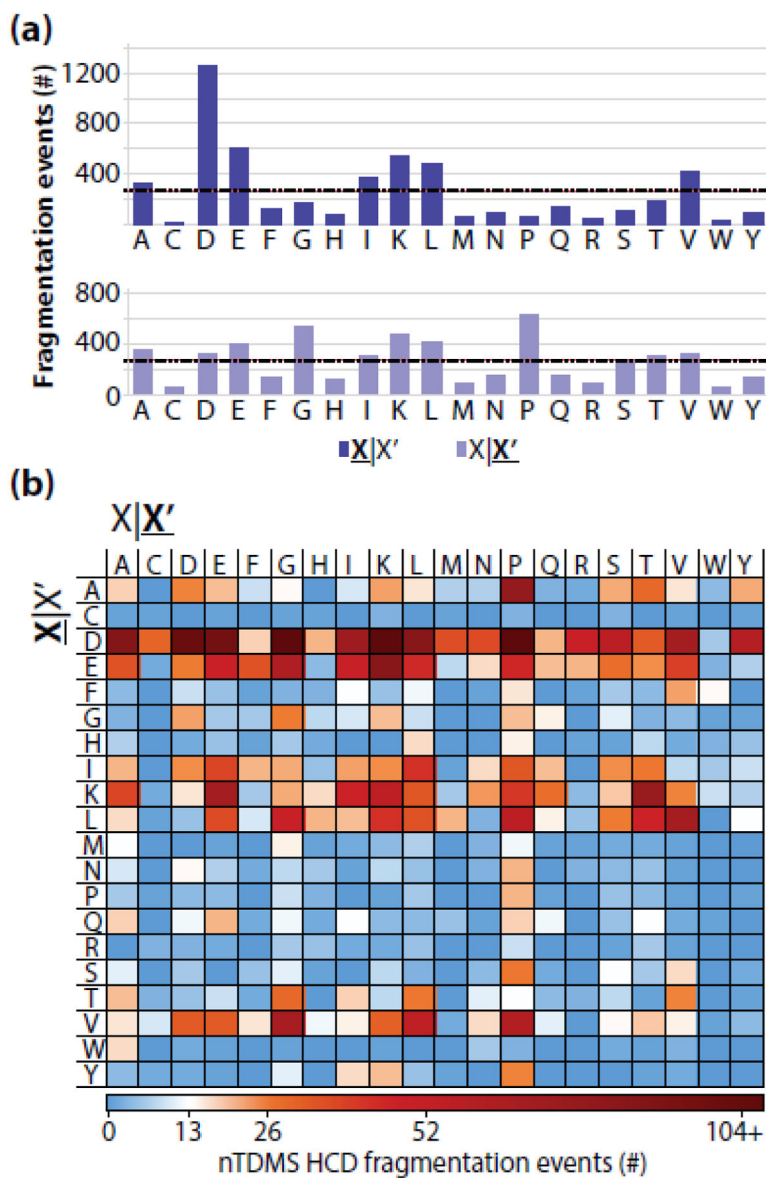 (a)
Fragmentation events (#)
1200
800
400
A C D E F G H I K L M N P Q R S T V W Y
800
400
0
A C D E F G H I K L M N P Q R S T V W Y
X|X' X|X'
(b)
X|X'
A C D E F G H I K L M N P Q R S T V W Y
X|X'
A
C
D
E
F
G
H
I
K
L
M
N
P
Q
R
S
T
V
W
Y
0 13 26 52 104+
nTDMS HCD fragmentation events (#)